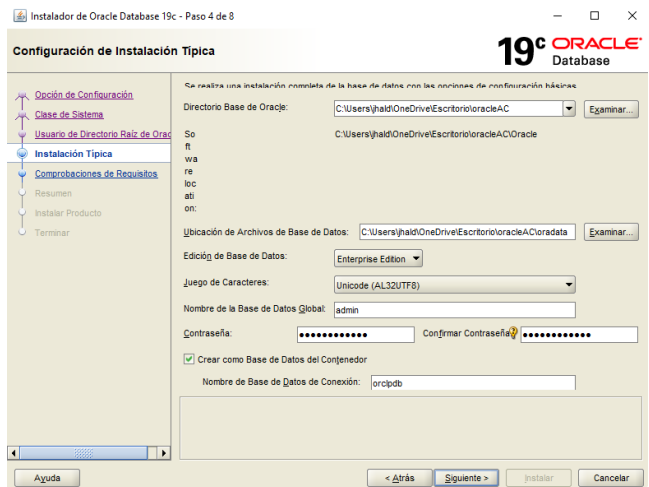 Instalador de Oracle Database 19c - Paso 4 de 8
Configuración de Instalación Típica
19c ORACLE Database
Opción de Configuración
Clase de Sistema
Usuario de Directorio Raíz de Orac
Instalación Típica
Comprobaciones de Requisitos
Resumen
Instalar Producto
Terminar
Se realiza una instalación completa de la base de datos con las opciones de configuración básicas
Directorio Base de Oracle: C:\Users\jhald\OneDrive\Escritorio\oracleAC Examinar...
So C:\Users\jhald\OneDrive\Escritorio\oracleAC\Oracle
ft
wa
re
loc
ati
on:
Ubicación de Archivos de Base de Datos: C:\Users\jhald\OneDrive\Escritorio\oracleAC\oradata Examinar...
Edición de Base de Datos: Enterprise Edition
Juego de Caracteres: Unicode (AL32UTF8)
Nombre de la Base de Datos Global: admin
Contraseña: •••••••••••• Confirmar Contraseña ••••••••••••
Crear como Base de Datos del Contenedor
Nombre de Base de Datos de Conexión: orclpdb
Ayuda < Atrás Siguiente > Instalar Cancelar